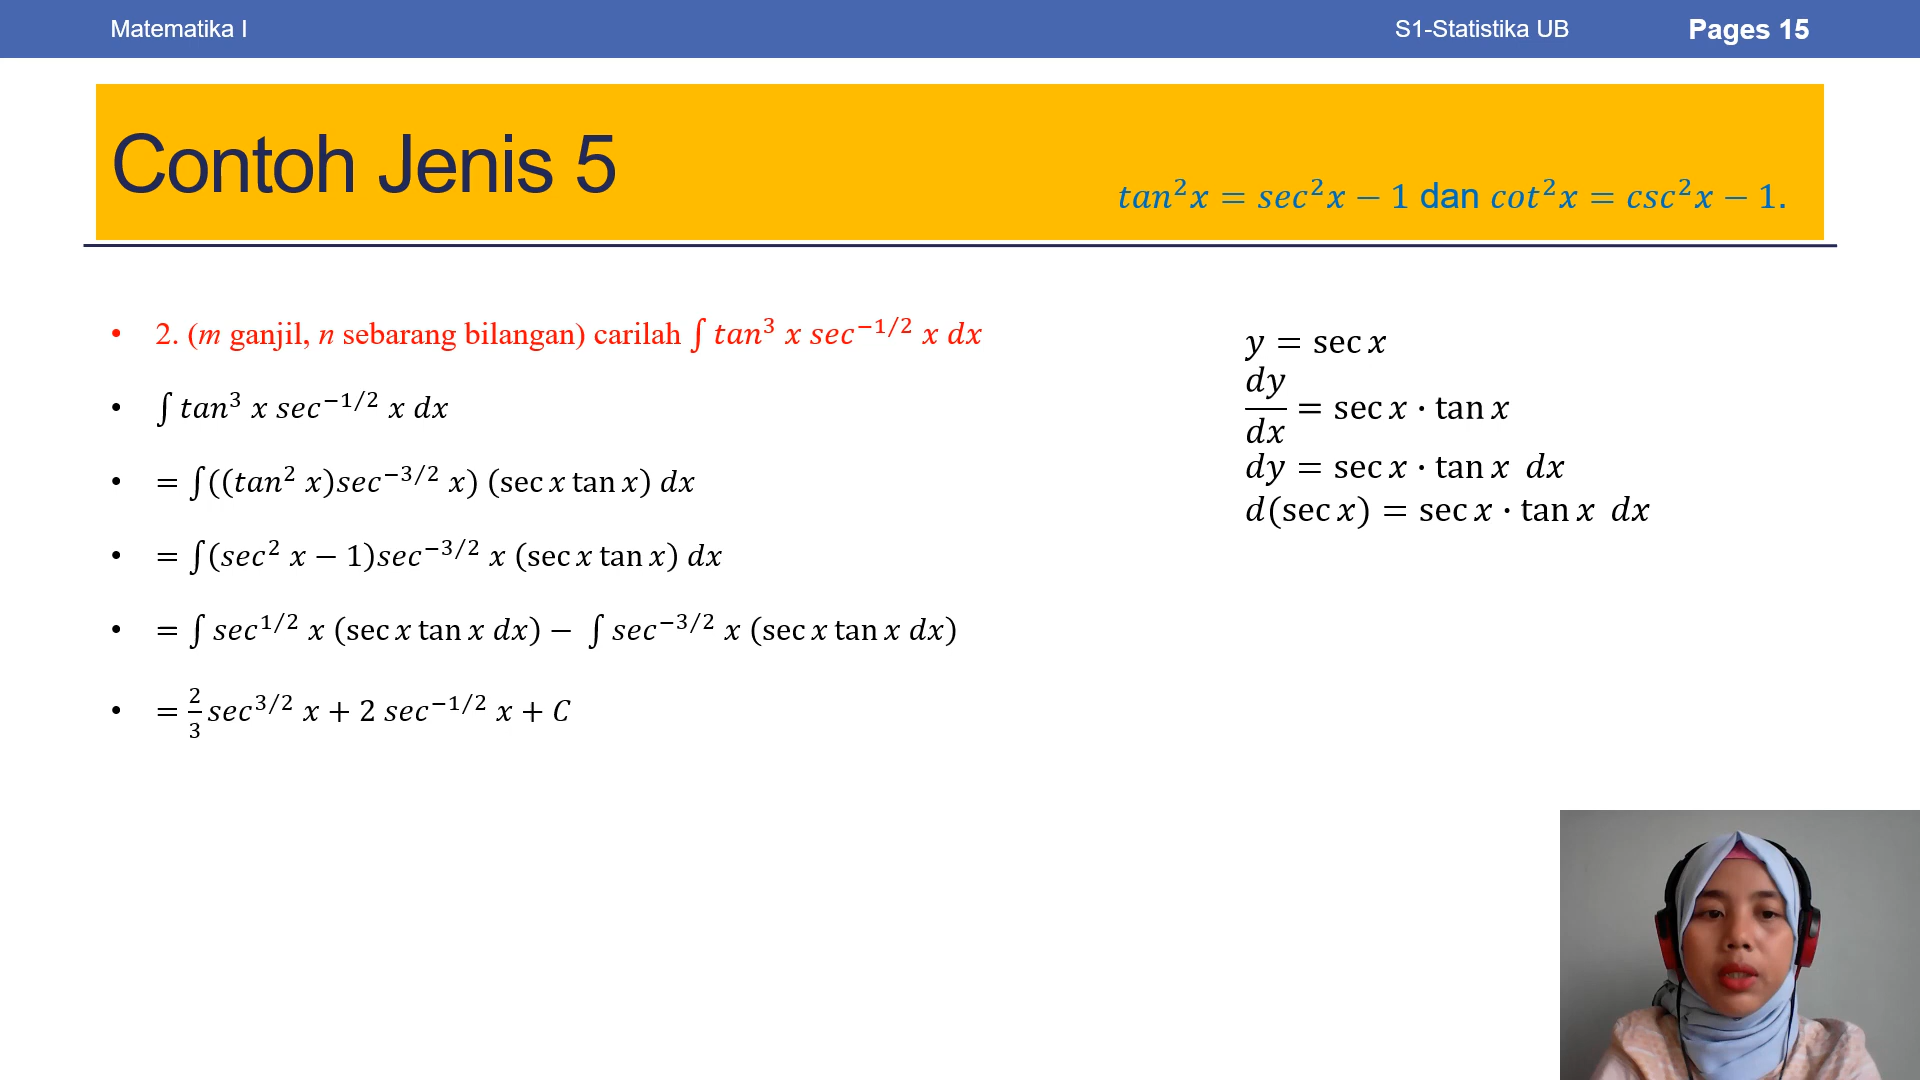 Matematika I
S1-Statistika UB
Pages 15
Contoh Jenis 5
tan²x = sec²x − 1 dan cot²x = csc²x − 1.
• 2. (m ganjil, n sebarang bilangan) carilah ∫ tan³ x sec^−1/2 x dx
• ∫ tan³ x sec^−1/2 x dx
• = ∫((tan² x)sec^−3/2 x) (sec x tan x) dx
• = ∫(sec² x − 1)sec^−3/2 x (sec x tan x) dx
• = ∫ sec^1/2 x (sec x tan x dx) − ∫ sec^−3/2 x (sec x tan x dx)
• = 2/3 sec^3/2 x + 2 sec^−1/2 x + C
y = sec x
dy/dx = sec x · tan x
dy = sec x · tan x dx
d(sec x) = sec x · tan x dx